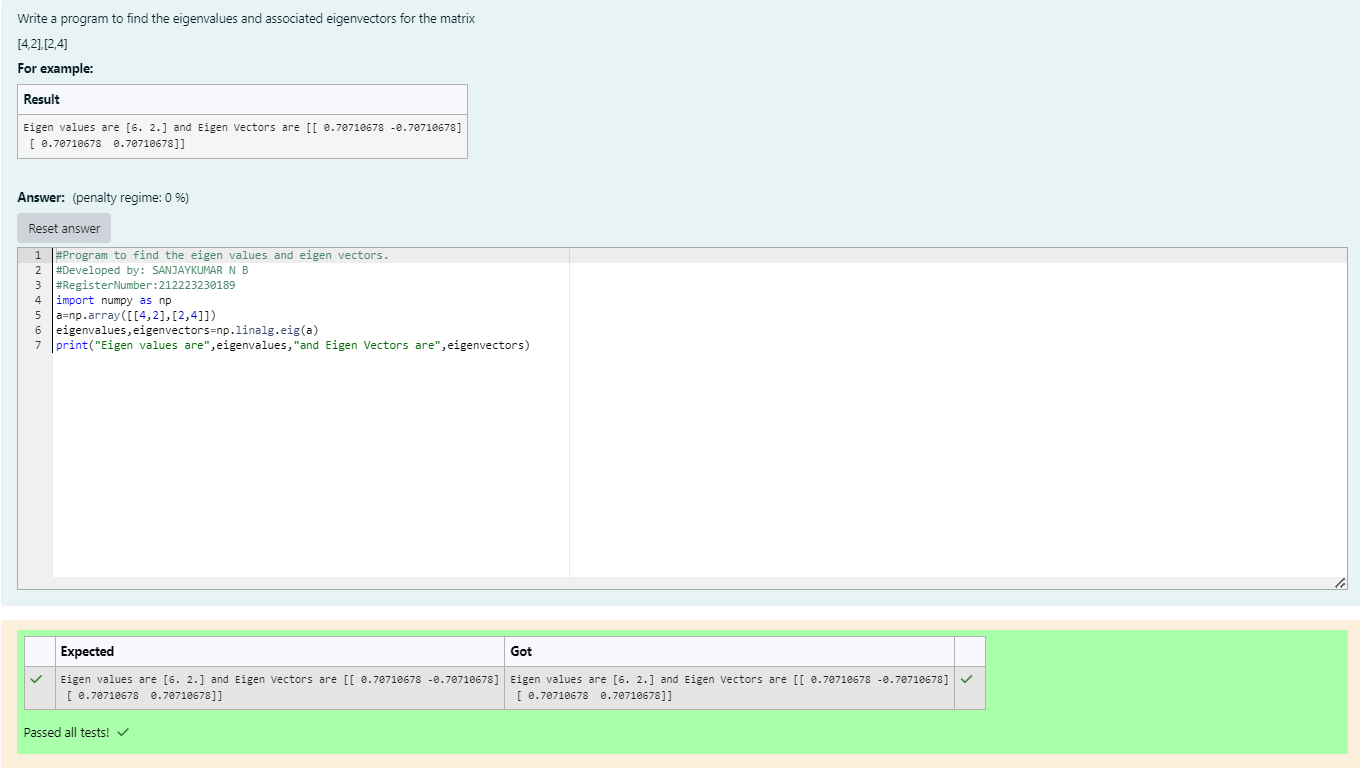 Write a program to find the eigenvalues and associated eigenvectors for the matrix
[4,2],[2,4]
For example:
Result
Eigen values are [6. 2.] and Eigen Vectors are [[ 0.70710678 -0.70710678]
[ 0.70710678  0.70710678]]
Answer: (penalty regime: 0 %)
Reset answer
1 #Program to find the eigen values and eigen vectors.
2 #Developed by: SANJAYKUMAR N B
3 #RegisterNumber:212223230189
4 import numpy as np
5 a=np.array([[4,2],[2,4]])
6 eigenvalues,eigenvectors=np.linalg.eig(a)
7 print("Eigen values are",eigenvalues,"and Eigen Vectors are",eigenvectors)
Expected Got
Eigen values are [6. 2.] and Eigen Vectors are [[ 0.70710678 -0.70710678] Eigen values are [6. 2.] and Eigen Vectors are [[ 0.70710678 -0.70710678]
[ 0.70710678  0.70710678]] [ 0.70710678  0.70710678]]
Passed all tests!